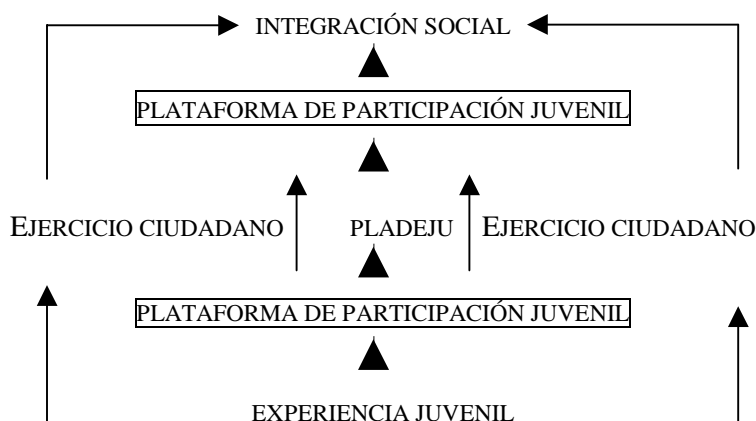 INTEGRACIÓN SOCIAL
PLATAFORMA DE PARTICIPACIÓN JUVENIL
EJERCICIO CIUDADANO PLADEJU EJERCICIO CIUDADANO
PLATAFORMA DE PARTICIPACIÓN JUVENIL
EXPERIENCIA JUVENIL